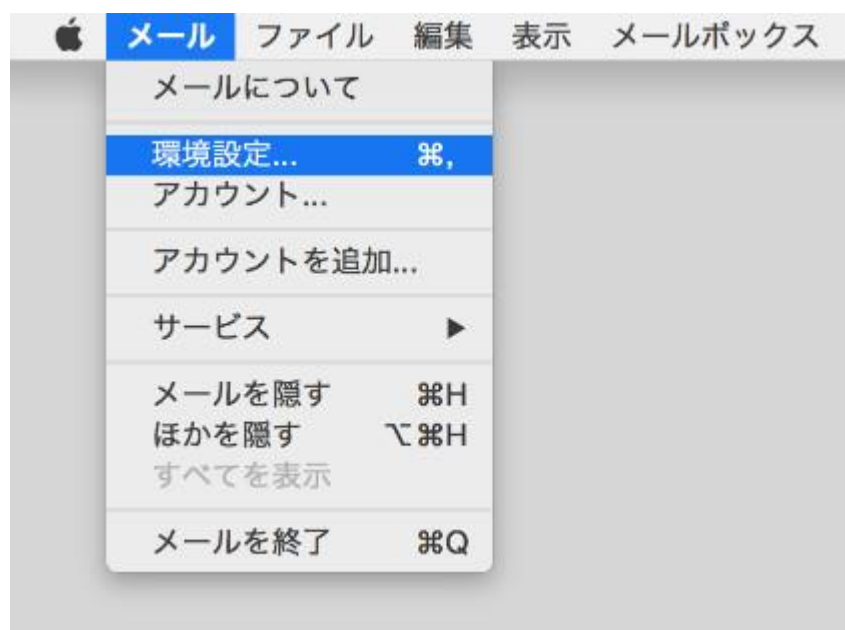 メール ファイル 編集 表示 メールボックス
メールについて
環境設定... ⌘,
アカウント...
アカウントを追加...
サービス ▶
メールを隠す ⌘H
ほかを隠す ⌥⌘H
すべてを表示
メールを終了 ⌘Q